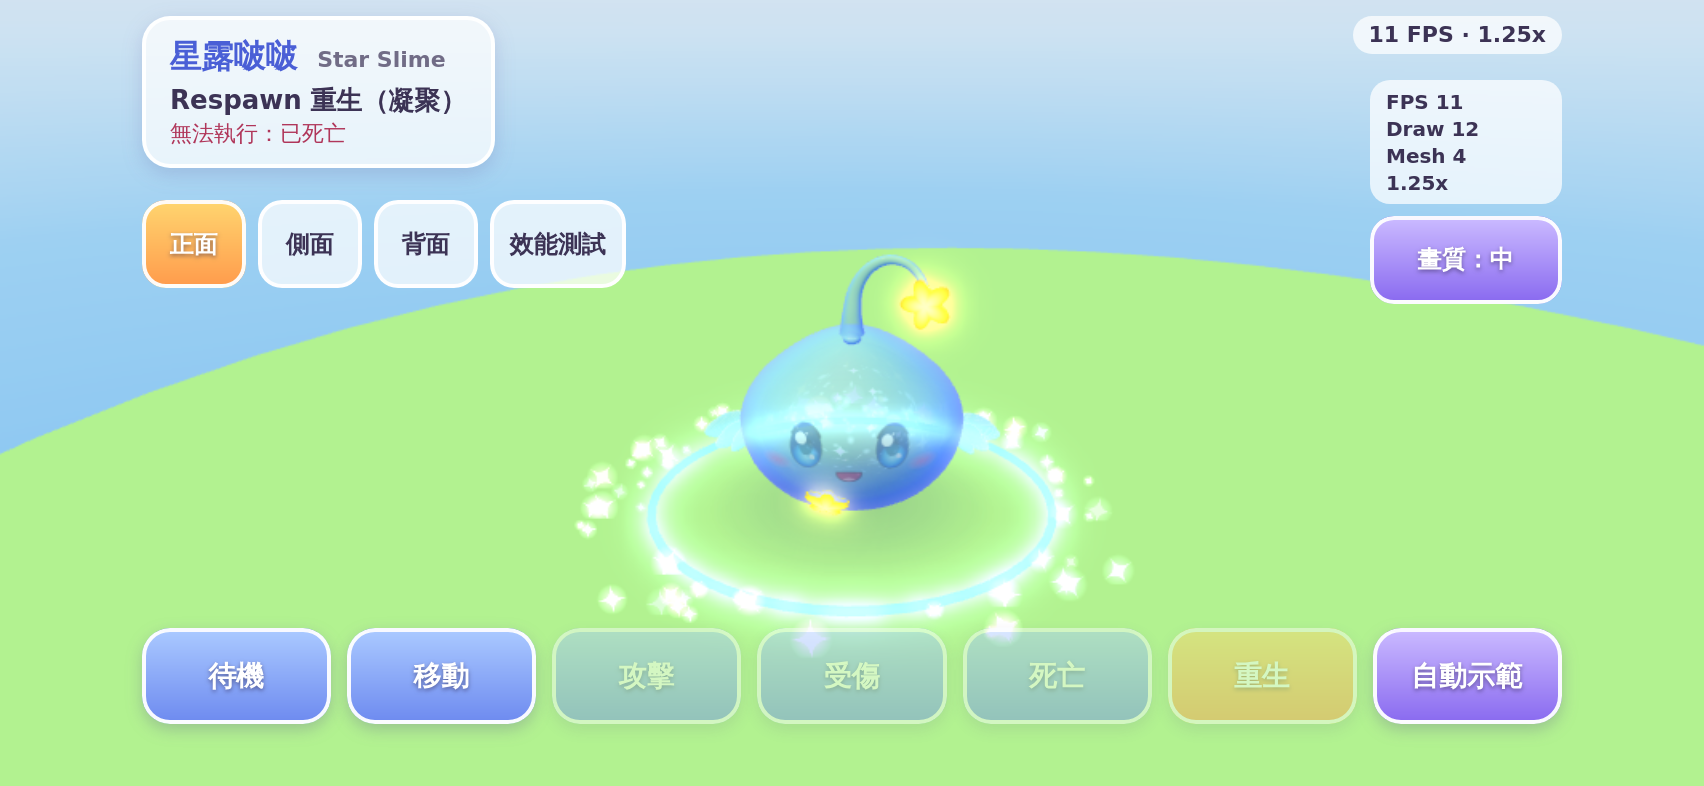 星露啵啵 Star Slime
Respawn 重生（凝聚）
無法執行：已死亡
11 FPS · 1.25x
FPS 11
Draw 12
Mesh 4
1.25x
正面 側面 背面 效能測試
畫質：中
待機 移動 攻擊 受傷 死亡 重生 自動示範